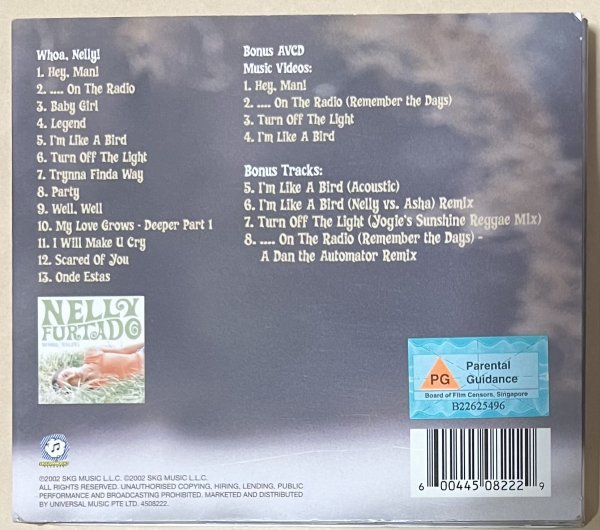 Whoa, Nelly!
1. Hey, Man!
2. .... On The Radio
3. Baby Girl
4. Legend
5. I'm Like A Bird
6. Turn Off The Light
7. Trynna Finda Way
8. Party
9. Well, Well
10. My Love Grows - Deeper Part 1
11. I Will Make U Cry
12. Scared Of You
13. Onde Estas
Bonus AVCD
Music Videos:
1. Hey, Man!
2. .... On The Radio (Remember the Days)
3. Turn Off The Light
4. I'm Like A Bird
Bonus Tracks:
5. I'm Like A Bird (Acoustic)
6. I'm Like A Bird (Nelly vs. Asha) Remix
7. Turn Off The Light (Yogie's Sunshine Reggae Mix)
8. .... On The Radio (Remember the Days) -
A Dan the Automator Remix
NELLY
FURTADO
PG
Parental
Guidance
Board of Film Censors, Singapore
B22625496
6 00445 08222 9
©2002 SKG MUSIC L.L.C. ℗2002 SKG MUSIC L.L.C.
ALL RIGHTS RESERVED. UNAUTHORISED COPYING, HIRING, LENDING, PUBLIC
PERFORMANCE AND BROADCASTING PROHIBITED. MARKETED AND DISTRIBUTED
BY UNIVERSAL MUSIC PTE LTD. 4508222.